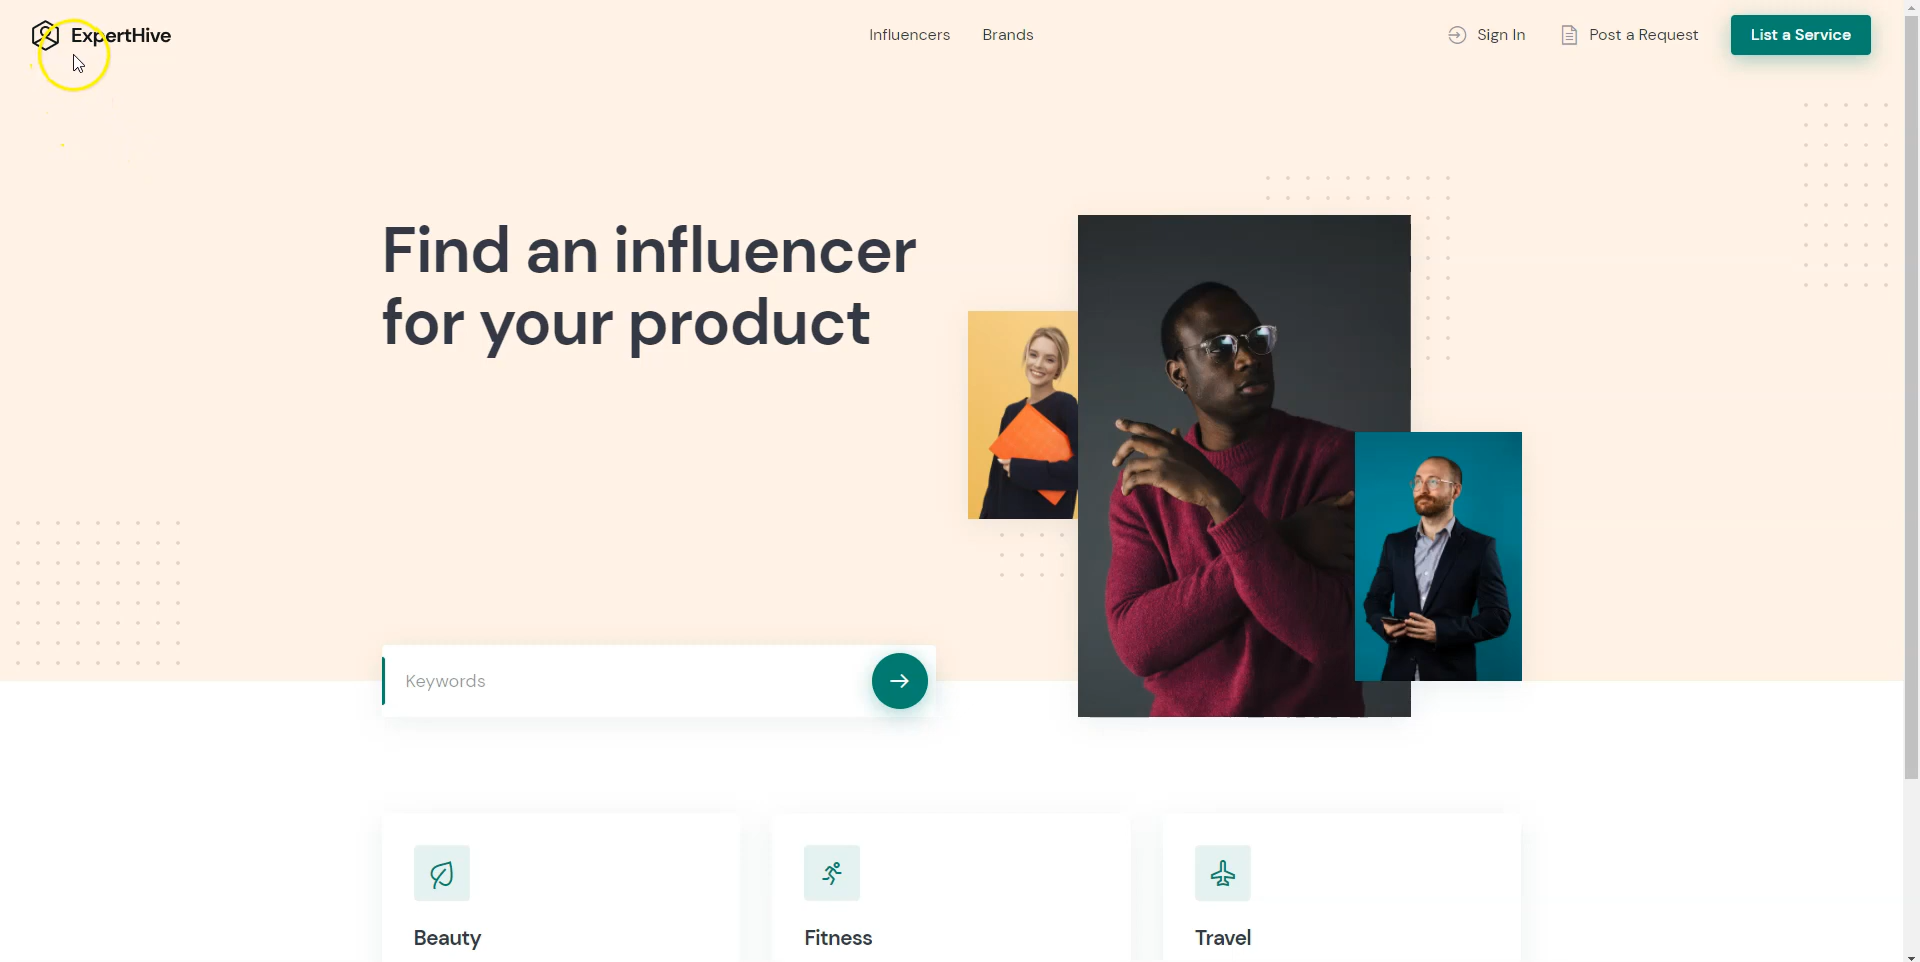 ExpertHive
Influencers
Brands
Sign In
Post a Request
List a Service
Find an influencer
for your product
Keywords
Beauty
Fitness
Travel